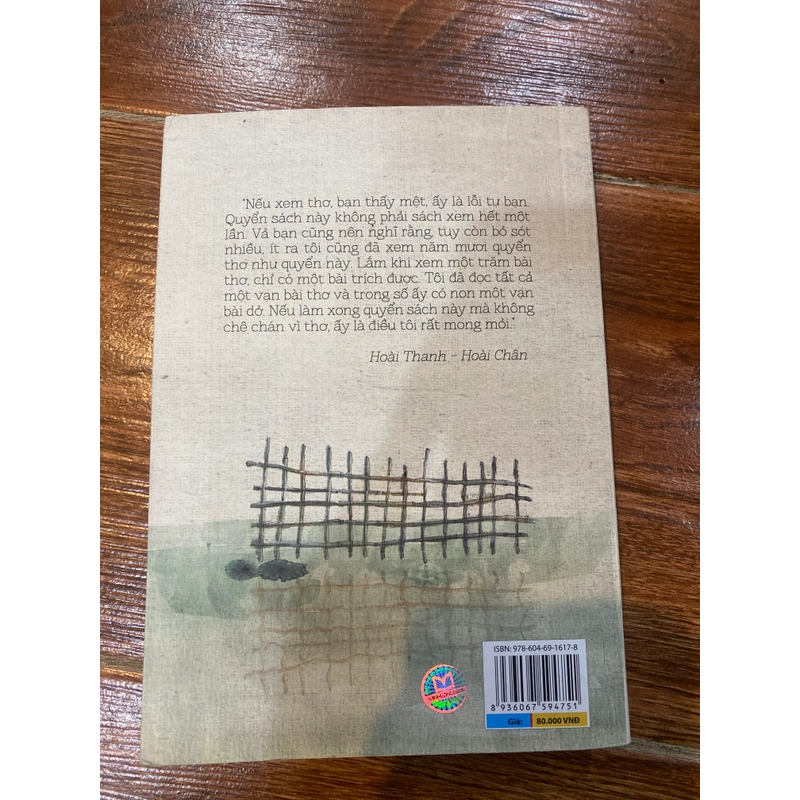 "Nếu xem thơ, bạn thấy mệt, ấy là lỗi tự bạn.
Quyển sách này không phải sách xem hết một
lần. Vả bạn cũng nên nghĩ rằng, tuy còn bỏ sót
nhiều, ít ra tôi cũng đã xem năm mươi quyển
thơ như quyển này. Lắm khi xem một trăm bài
thơ, chỉ có một bài trích được. Tôi đã đọc tất cả
một vạn bài thơ và trong số ấy có non một vạn
bài dở. Nếu làm xong quyển sách này mà không
chê chán vì thơ, ấy là điều tôi rất mong mỏi."
Hoài Thanh - Hoài Chân
ISBN: 978-604-69-1617-8
8 936067 594751
Giá: 80.000 VNĐ